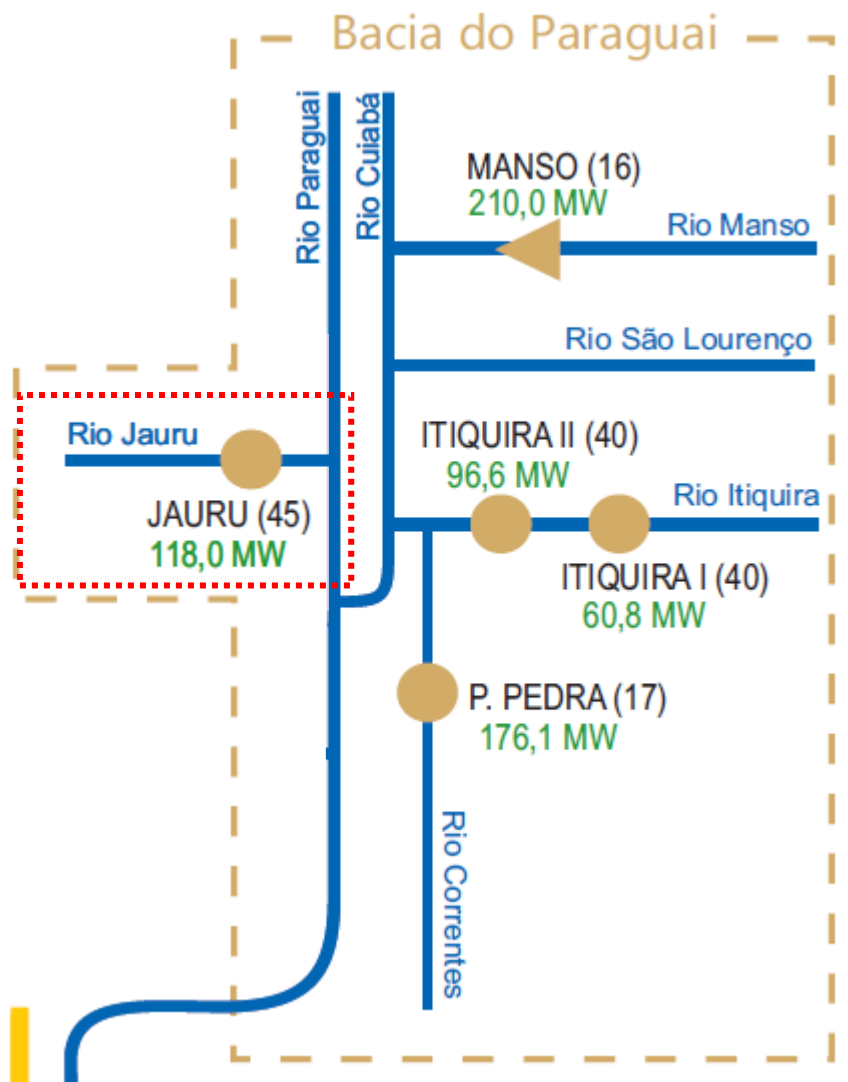 Bacia do Paraguai
Rio Paraguai
Rio Cuiabá
MANSO (16)
210,0 MW
Rio Manso
Rio São Lourenço
Rio Jauru
JAURU (45)
118,0 MW
ITIQUIRA II (40)
96,6 MW
Rio Itiquira
ITIQUIRA I (40)
60,8 MW
P. PEDRA (17)
176,1 MW
Rio Correntes